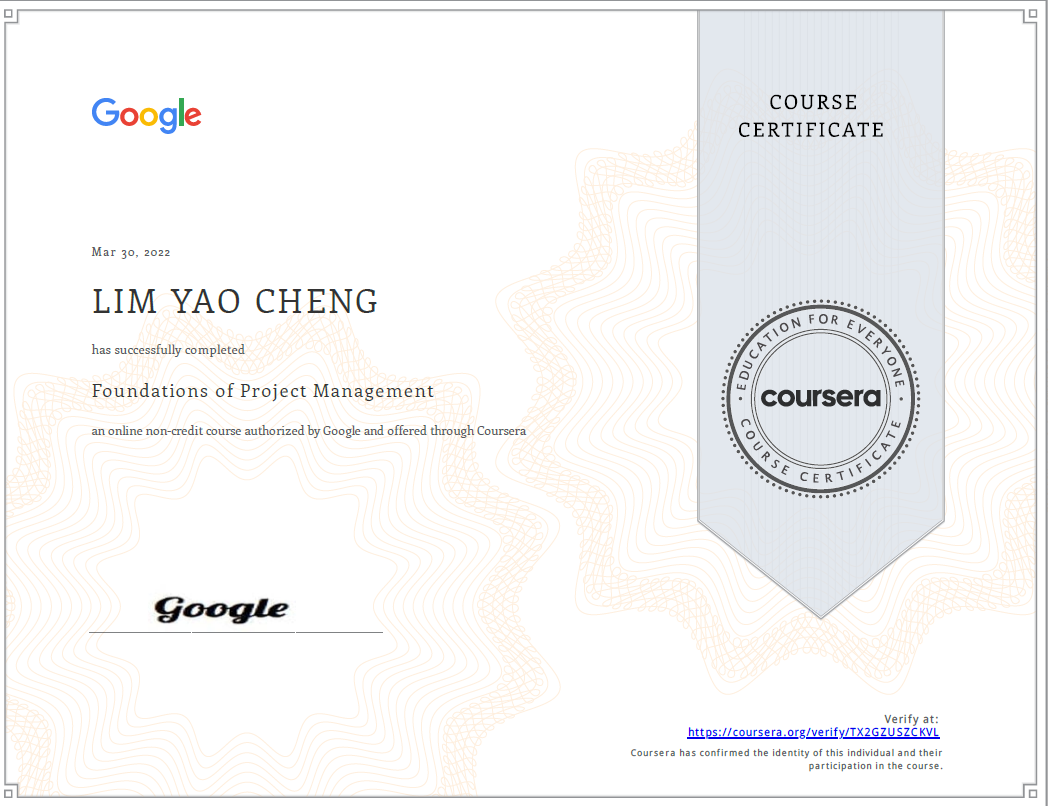 Google
COURSE
CERTIFICATE
Mar 30, 2022
LIM YAO CHENG
has successfully completed
Foundations of Project Management
an online non-credit course authorized by Google and offered through Coursera
EDUCATION FOR EVERYONE
coursera
COURSE CERTIFICATE
Google
Verify at:
https://coursera.org/verify/TX2GZUSZCKVL
Coursera has confirmed the identity of this individual and their
participation in the course.